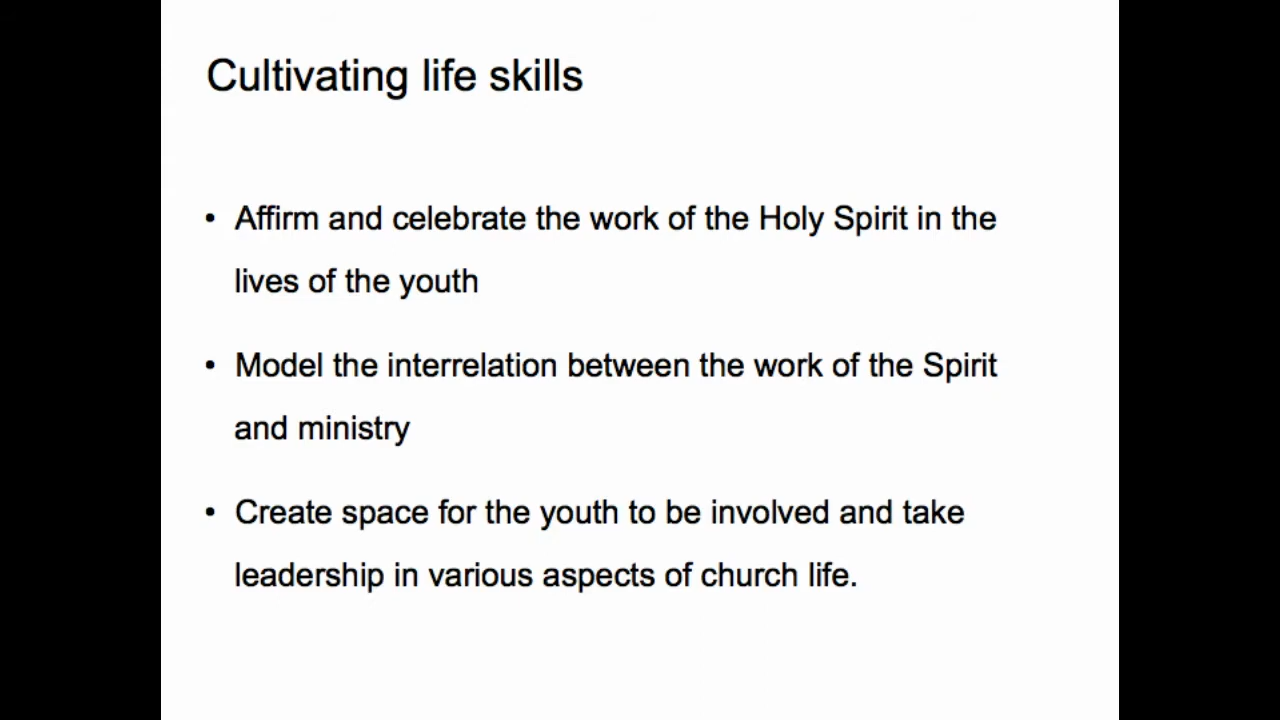 Cultivating life skills
• Affirm and celebrate the work of the Holy Spirit in the
lives of the youth
• Model the interrelation between the work of the Spirit
and ministry
• Create space for the youth to be involved and take
leadership in various aspects of church life.